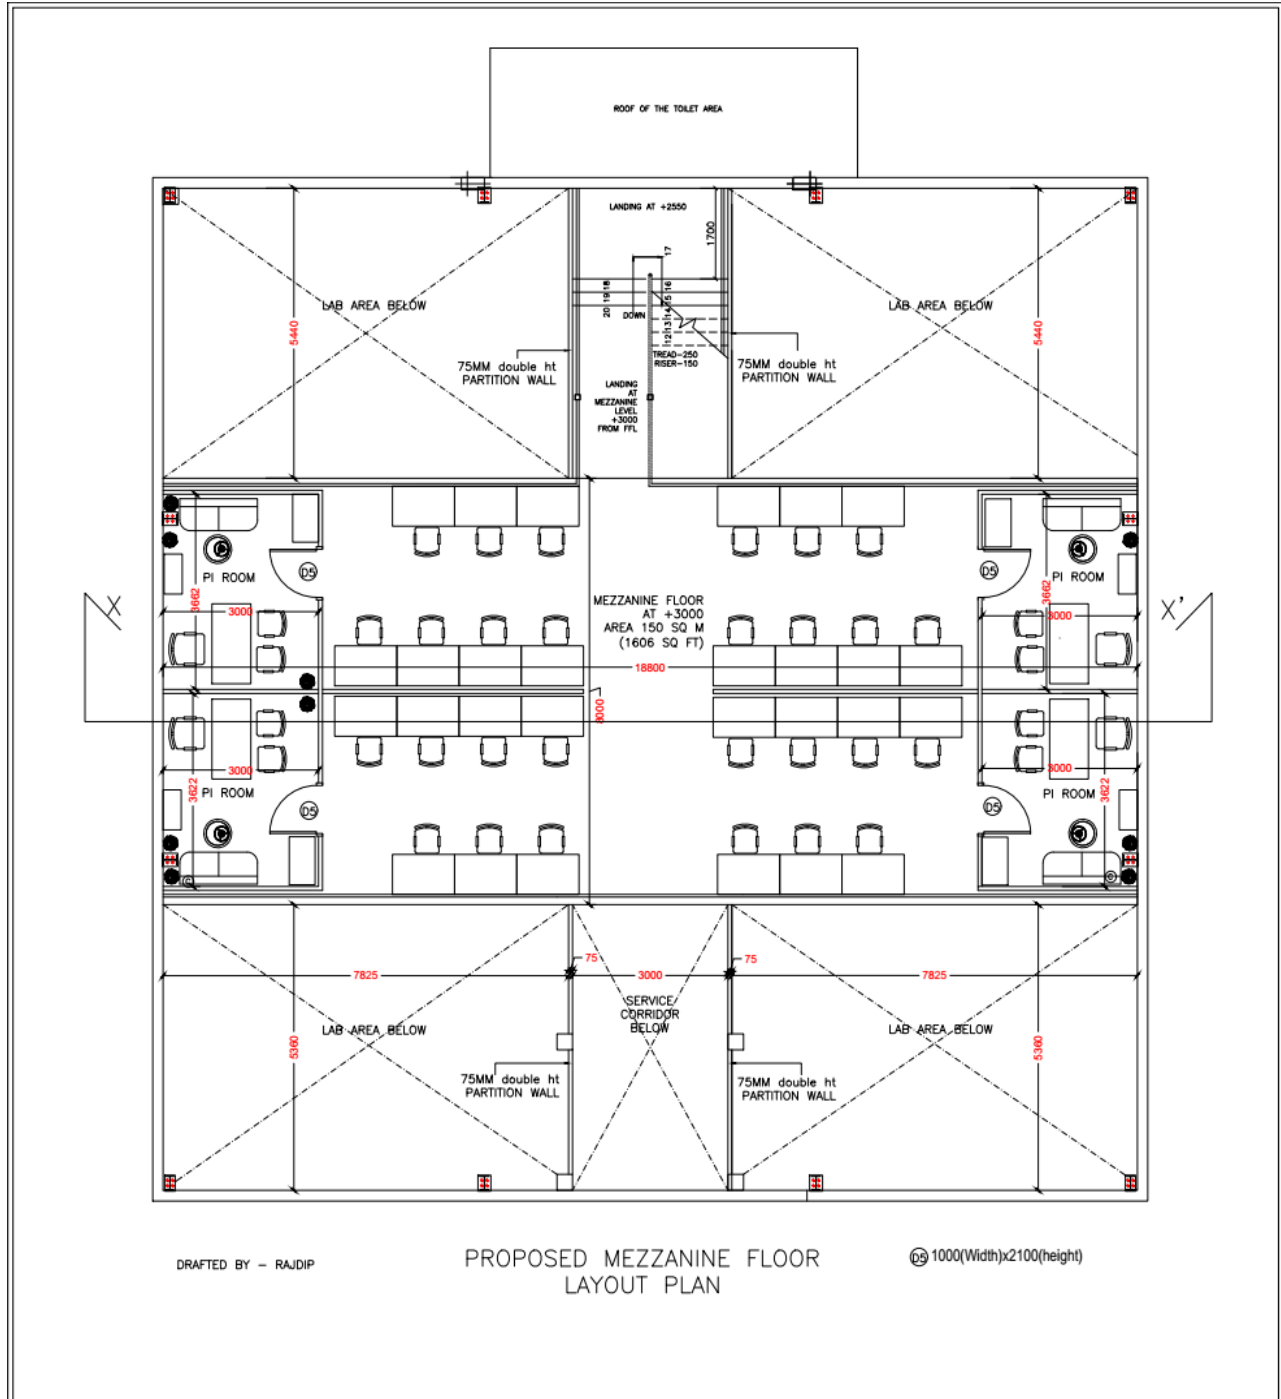 ROOF OF THE TOILET AREA
LANDING AT +2550
1700
17
20 19 18
16
15
14
13
12
DOWN
TREAD-250
RISER-150
LAB AREA BELOW
5440
LAB AREA BELOW
5440
75MM double ht
PARTITION WALL
75MM double ht
PARTITION WALL
LANDING
AT
MEZZANINE
LEVEL
+3000
FROM FFL
PI ROOM
D5
3662
3000
D5
PI ROOM
3662
3000
X
X'
MEZZANINE FLOOR
AT +3000
AREA 150 SQ M
(1606 SQ FT)
18800
8000
3000
3622
PI ROOM
D5
3000
3622
PI ROOM
D5
7825
75
3000
75
7825
SERVICE
CORRIDOR
BELOW
LAB AREA BELOW
5360
LAB AREA BELOW
5360
75MM double ht
PARTITION WALL
75MM double ht
PARTITION WALL
DRAFTED BY - RAJDIP
PROPOSED MEZZANINE FLOOR
LAYOUT PLAN
D5 1000(Width)x2100(height)